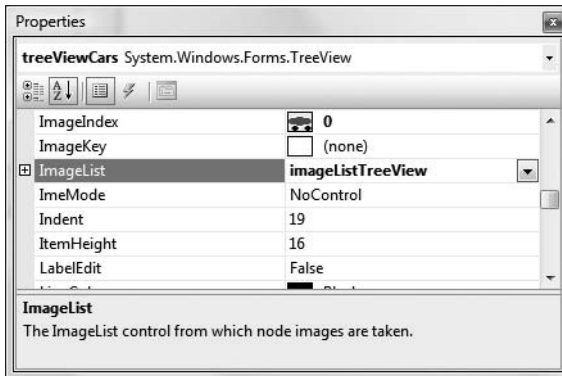 Properties
treeViewCars System.Windows.Forms.TreeView
ImageIndex 0
ImageKey (none)
ImageList imageListTreeView
ImeMode NoControl
Indent 19
ItemHeight 16
LabelEdit False
ImageList
The ImageList control from which node images are taken.